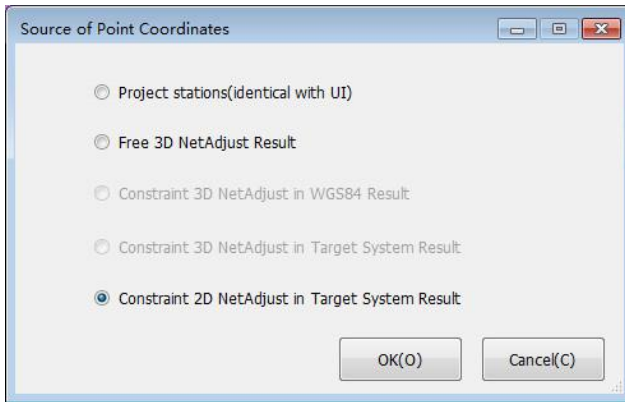 Source of Point Coordinates
Project stations(identical with UI)
Free 3D NetAdjust Result
Constraint 3D NetAdjust in WGS84 Result
Constraint 3D NetAdjust in Target System Result
Constraint 2D NetAdjust in Target System Result
OK(O) Cancel(C)